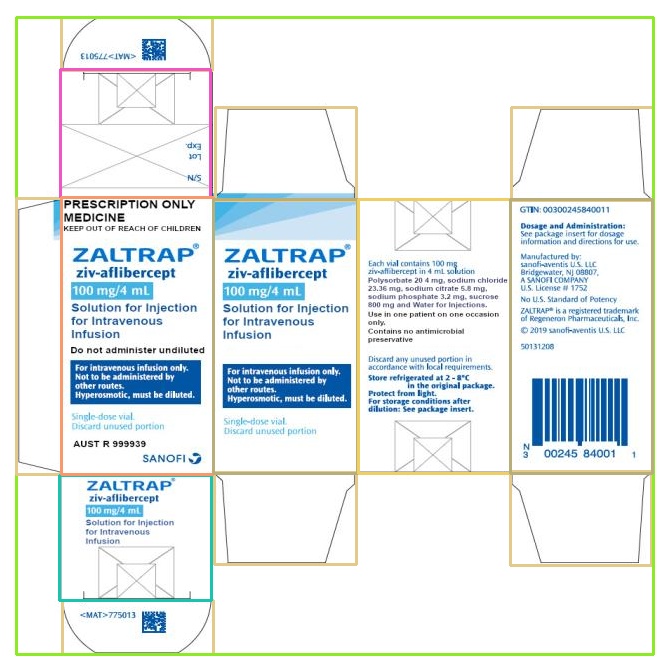 <MAT>775013
S/N
Lot
Exp.
PRESCRIPTION ONLY
MEDICINE
KEEP OUT OF REACH OF CHILDREN
ZALTRAP®
ziv-aflibercept
100 mg/4 mL
Solution for Injection
for Intravenous
Infusion
Do not administer undiluted
For intravenous infusion only.
Not to be administered by
other routes.
Hyperosmotic, must be diluted.
Single-dose vial.
Discard unused portion
AUST R 999939
SANOFI
ZALTRAP®
ziv-aflibercept
100 mg/4 mL
Solution for Injection
for Intravenous
Infusion
For intravenous infusion only.
Not to be administered by
other routes.
Hyperosmotic, must be diluted.
Single-dose vial.
Discard unused portion
Each vial contains 100 mg
ziv-aflibercept in 4 mL solution
Polysorbate 20 4 mg, sodium chloride
23.36 mg, sodium citrate 5.8 mg,
sodium phosphate 3.2 mg, sucrose
800 mg and Water for Injections.
Use in one patient on one occasion
only.
Contains no antimicrobial
preservative
Discard any unused portion in
accordance with local requirements.
Store refrigerated at 2 - 8°C
in the original package.
Protect from light.
For storage conditions after
dilution: See package insert.
GTIN: 00300245840011
Dosage and Administration:
See package insert for dosage
information and directions for use.
Manufactured by:
sanofi-aventis U.S. LLC
Bridgewater, NJ 08807,
A SANOFI COMPANY
U.S. License # 1752
No U.S. Standard of Potency
ZALTRAP® is a registered trademark
of Regeneron Pharmaceuticals, Inc.
© 2019 sanofi-aventis U.S. LLC
50131208
N
3 00245 84001 1
ZALTRAP®
ziv-aflibercept
100 mg/4 mL
Solution for Injection
for Intravenous
Infusion
<MAT>775013